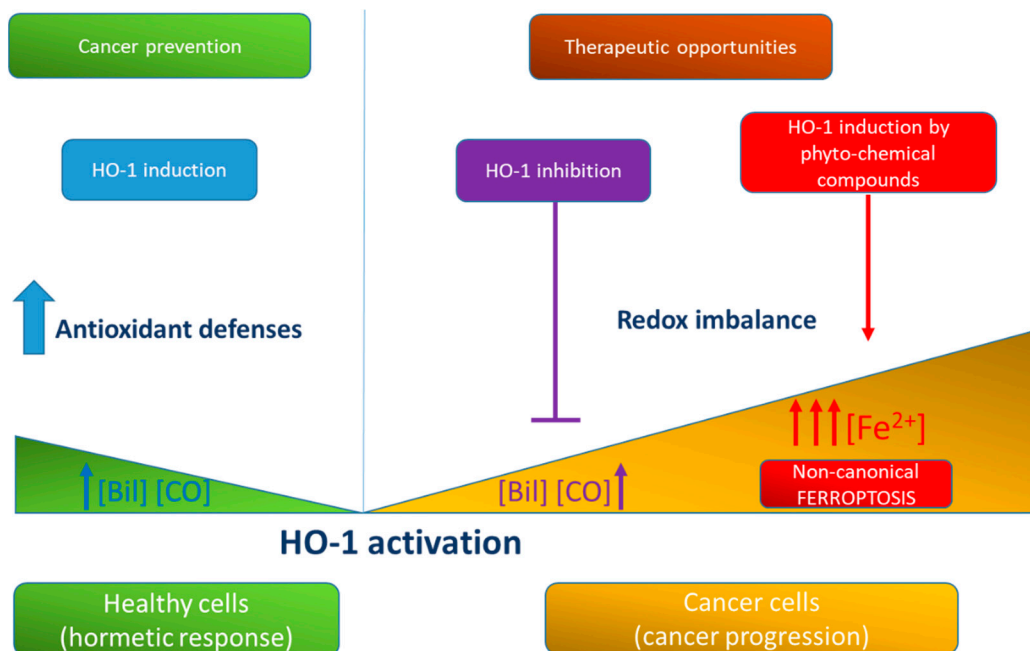 Cancer prevention
Therapeutic opportunities
HO-1 induction
HO-1 inhibition
HO-1 induction by
phyto-chemical
compounds
Antioxidant defenses
Redox imbalance
[Bil] [CO]
[Bil] [CO]
[Fe²⁺]
Non-canonical
FERROPTOSIS
HO-1 activation
Healthy cells
(hormetic response)
Cancer cells
(cancer progression)